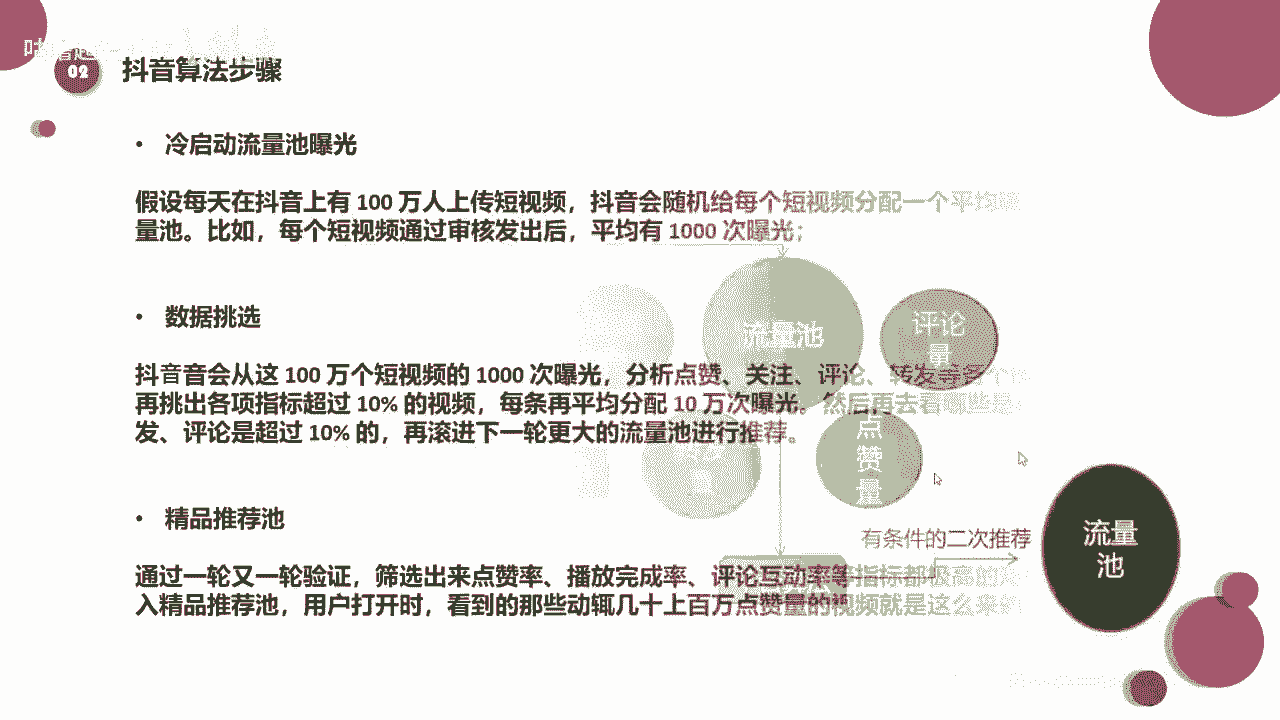 02
抖音算法步骤
• 冷启动流量池曝光
假设每天在抖音上有 100 万人上传短视频，抖音会随机给每个短视频分配一个平均
量池。比如，每个短视频通过审核发出后，平均有 1000 次曝光；
• 数据挑选
抖音音会从这 100 万个短视频的 1000 次曝光，分析点赞、关注、评论、转发等
再挑出各项指标超过 10% 的视频，每条再平均分配 10 万次曝光。然后再去看哪些是
发、评论是超过 10% 的，再滚进下一轮更大的流量池进行推荐。
• 精品推荐池
通过一轮又一轮验证，筛选出来点赞率、播放完成率、评论互动率等指标都极高的
入精品推荐池，用户打开时，看到的那些动辄几十上百万点赞量的视频就是这么来
流量池
评论
量
点
赞
量
有条件的二次推荐
流量
池